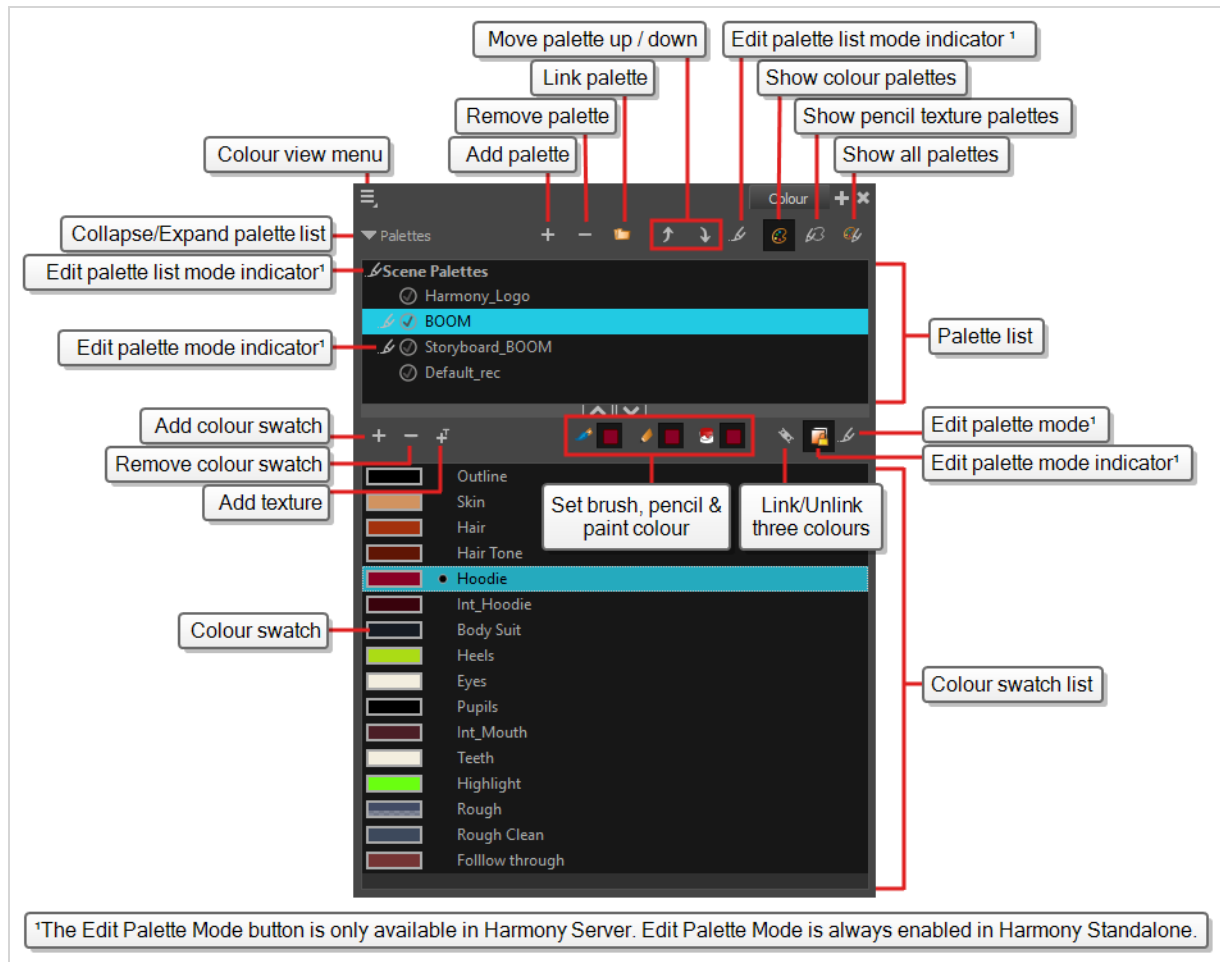 Move palette up / down
Edit palette list mode indicator ¹
Link palette
Show colour palettes
Remove palette
Show pencil texture palettes
Colour view menu
Add palette
Show all palettes
Colour
Collapse/Expand palette list
Palettes
Edit palette list mode indicator¹
Scene Palettes
Harmony_Logo
BOOM
Palette list
Edit palette mode indicator¹
Storyboard_BOOM
Default_rec
Add colour swatch
Edit palette mode¹
Remove colour swatch
Edit palette mode indicator¹
Add texture
Set brush, pencil &
paint colour
Link/Unlink
three colours
Outline
Skin
Hair
Hair Tone
Hoodie
Int_Hoodie
Colour swatch
Body Suit
Heels
Eyes
Colour swatch list
Pupils
Int_Mouth
Teeth
Highlight
Rough
Rough Clean
Folllow through
¹The Edit Palette Mode button is only available in Harmony Server. Edit Palette Mode is always enabled in Harmony Standalone.